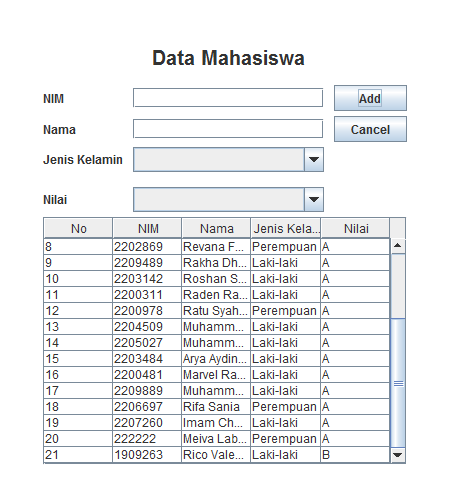 Data Mahasiswa
NIM Add
Nama Cancel
Jenis Kelamin
Nilai
No NIM Nama Jenis Kela... Nilai
8 2202869 Revana F... Perempuan A
9 2209489 Rakha Dh... Laki-laki A
10 2203142 Roshan S... Laki-laki A
11 2200311 Raden Ra... Laki-laki A
12 2200978 Ratu Syah... Perempuan A
13 2204509 Muhamm... Laki-laki A
14 2205027 Muhamm... Laki-laki A
15 2203484 Arya Aydin... Laki-laki A
16 2200481 Marvel Ra... Laki-laki A
17 2209889 Muhamm... Laki-laki A
18 2206697 Rifa Sania Perempuan A
19 2207260 Imam Ch... Laki-laki A
20 222222 Meiva Lab... Perempuan A
21 1909263 Rico Vale... Laki-laki B